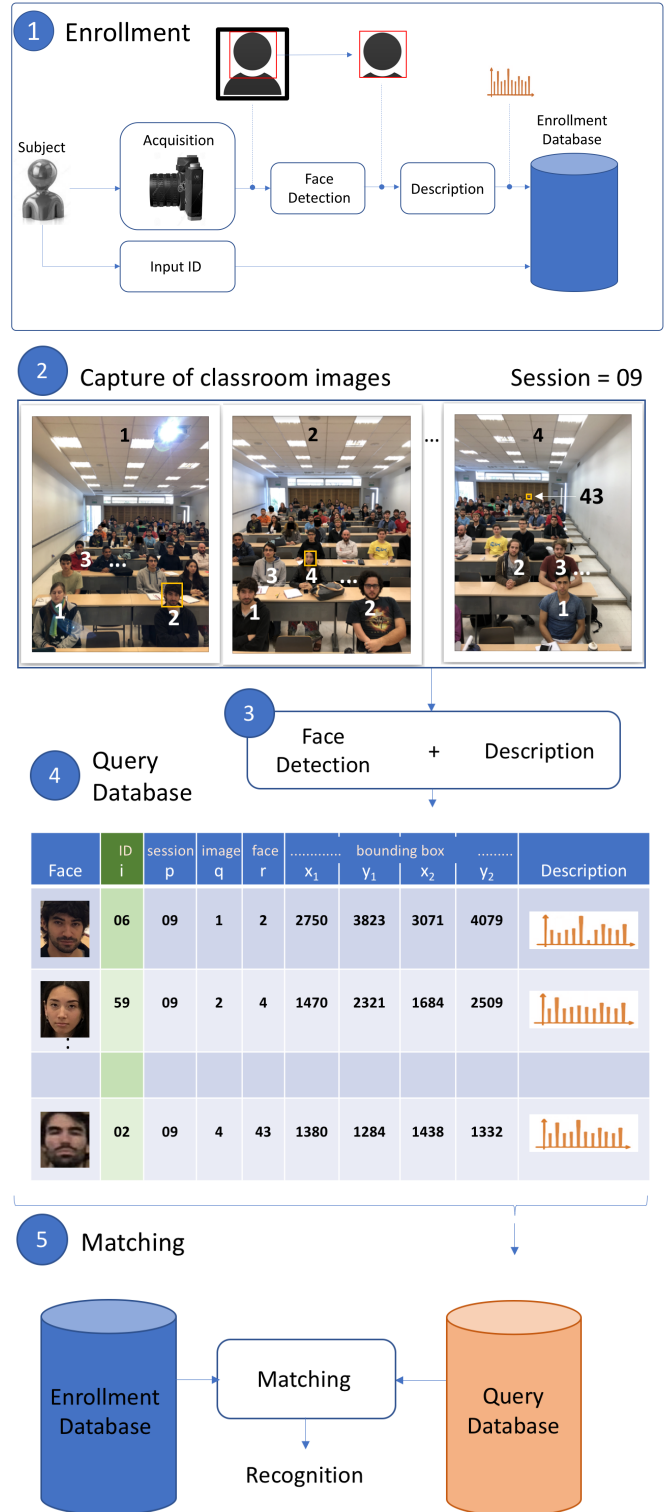 1 Enrollment
Subject
Acquisition
Face
Detection
Description
Enrollment
Database
Input ID
2 Capture of classroom images Session = 09
1 2 ... 4
43
3 ...
1 2
3 4 ...
1 2
2 3 ...
1
3
Face
Detection + Description
4 Query
Database
ID session image face ............. bounding box .........
Face i p q r x₁ y₁ x₂ y₂ Description
06 09 1 2 2750 3823 3071 4079
59 09 2 4 1470 2321 1684 2509
⋮
02 09 4 43 1380 1284 1438 1332
5 Matching
Enrollment
Database
Matching
Query
Database
Recognition